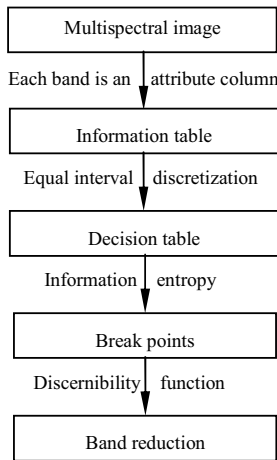 Multispectral image
Each band is an attribute column
Information table
Equal interval discretization
Decision table
Information entropy
Break points
Discernibility function
Band reduction